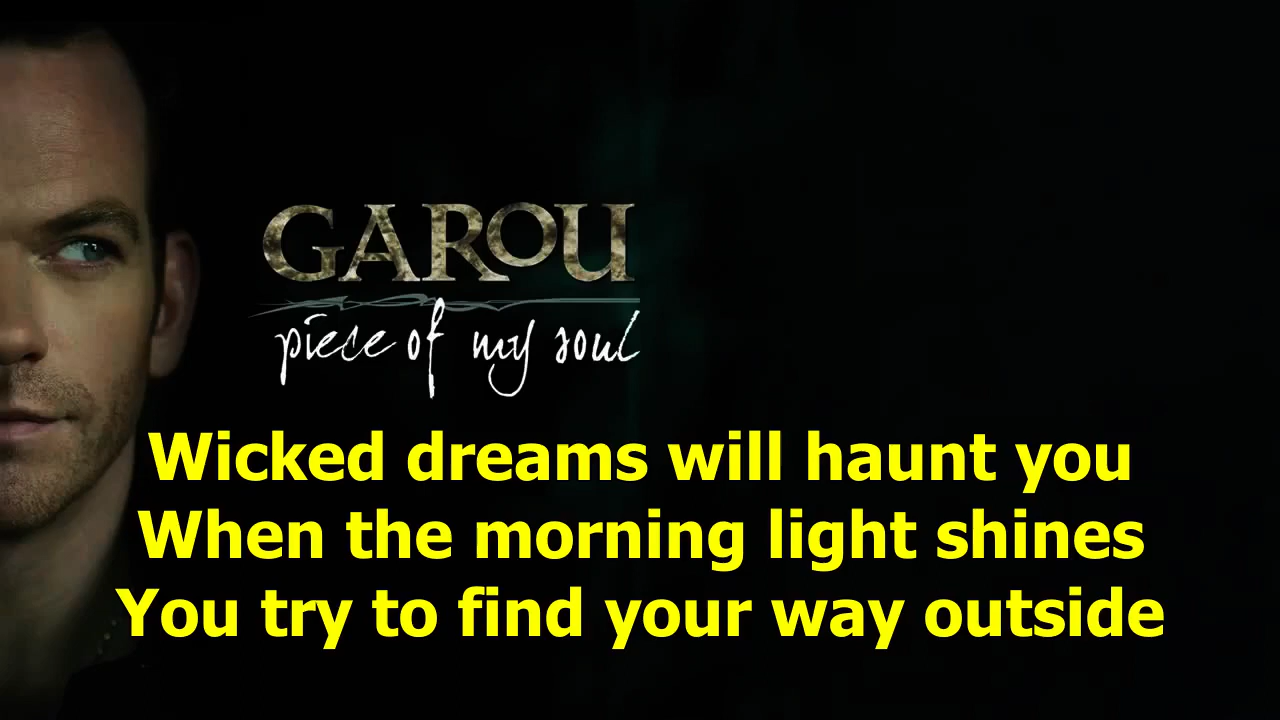 GAROU
piece of my soul
Wicked dreams will haunt you
When the morning light shines
You try to find your way outside